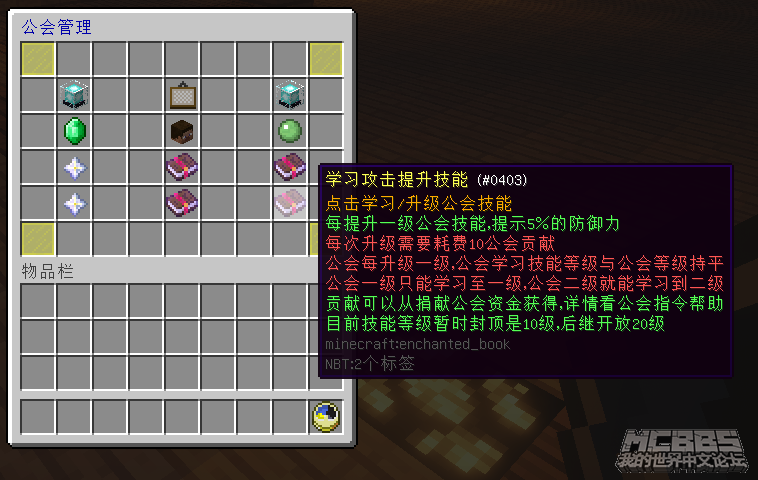 公会管理
学习攻击提升技能 (#0403)
点击学习/升级公会技能
每提升一级公会技能,提示5%的防御力
每次升级需要耗费10公会贡献
公会每升级一级,公会学习技能等级与公会等级持平
公会一级只能学习至一级,公会二级就能学习到二级
贡献可以从捐献公会资金获得,详情看公会指令帮助
目前技能等级暂时封顶是10级,后继开放20级
minecraft:enchanted_book
NBT:2个标签
物品栏
MCBBS
我的世界中文论坛